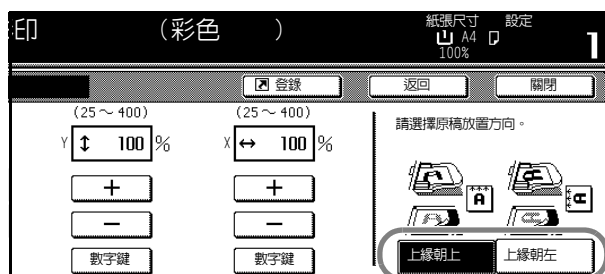 印 (彩色 ) 紙張尺寸 設定
A4 1
100%
登錄 返回 關閉
(25～400) (25～400) 請選擇原稿放置方向。
Y 100 % X 100 %
+ +
− −
數字鍵 數字鍵 上緣朝上 上緣朝左